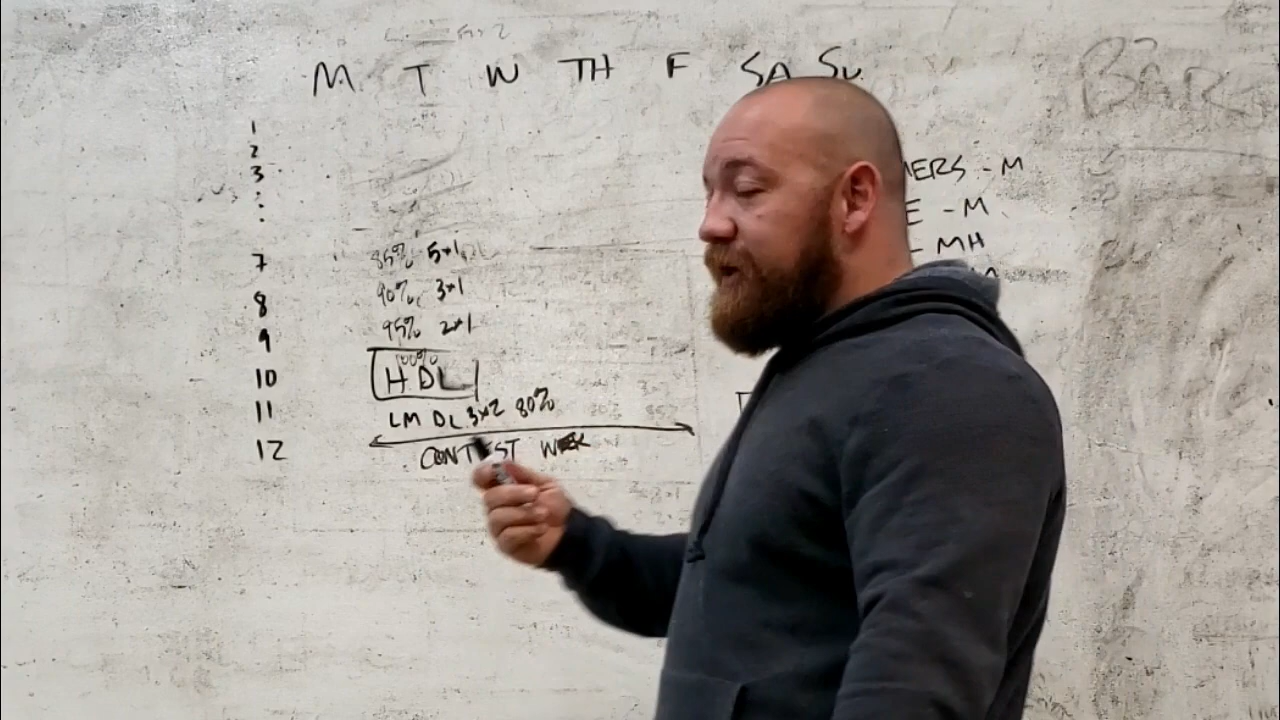 M T W TH F SA SU
1
2
3
7 85% 5x1
8 90% 3x1
9 95% 2x1
10 100% HDL
11 LM DL 3x2 80%
12 CONTEST WEEK
ERS - M
E - M
- MH